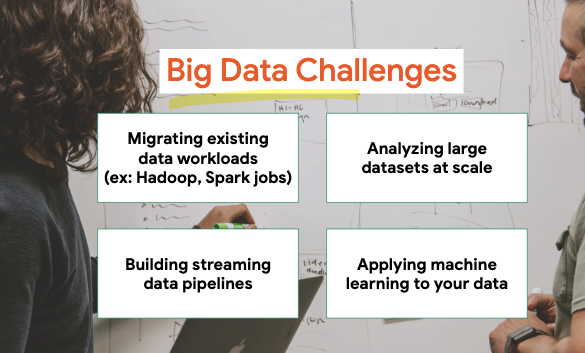 Big Data Challenges
Migrating existing
data workloads
(ex: Hadoop, Spark jobs)
Analyzing large
datasets at scale
Building streaming
data pipelines
Applying machine
learning to your data